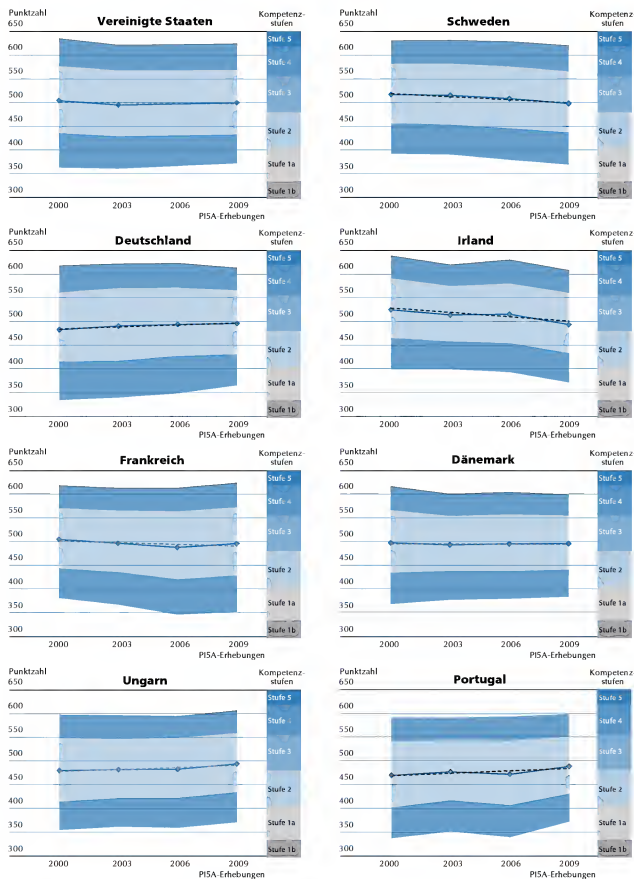 Punktzahl
Vereinigte Staaten
Kompetenz-
stufen
650
600
550
500
450
400
350
300
Stufe 5
Stufe 4
Stufe 3
Stufe 2
Stufe 1a
Stufe 1b
2000 2003 2006 2009
PISA-Erhebungen
Punktzahl
Schweden
Kompetenz-
stufen
650
600
550
500
450
400
350
300
Stufe 5
Stufe 4
Stufe 3
Stufe 2
Stufe 1a
Stufe 1b
2000 2003 2006 2009
PISA-Erhebungen
Punktzahl
Deutschland
Kompetenz-
stufen
650
600
550
500
450
400
350
300
Stufe 5
Stufe 4
Stufe 3
Stufe 2
Stufe 1a
Stufe 1b
2000 2003 2006 2009
PISA-Erhebungen
Punktzahl
Irland
Kompetenz-
stufen
650
600
550
500
450
400
350
300
Stufe 5
Stufe 4
Stufe 3
Stufe 2
Stufe 1a
Stufe 1b
2000 2003 2006 2009
PISA-Erhebungen
Punktzahl
Frankreich
Kompetenz-
stufen
650
600
550
500
450
400
350
300
Stufe 5
Stufe 4
Stufe 3
Stufe 2
Stufe 1a
Stufe 1b
2000 2003 2006 2009
PISA-Erhebungen
Punktzahl
Dänemark
Kompetenz-
stufen
650
600
550
500
450
400
350
300
Stufe 5
Stufe 4
Stufe 3
Stufe 2
Stufe 1a
Stufe 1b
2000 2003 2006 2009
PISA-Erhebungen
Punktzahl
Ungarn
Kompetenz-
stufen
650
600
550
500
450
400
350
300
Stufe 5
Stufe 4
Stufe 3
Stufe 2
Stufe 1a
Stufe 1b
2000 2003 2006 2009
PISA-Erhebungen
Punktzahl
Portugal
Kompetenz-
stufen
650
600
550
500
450
400
350
300
Stufe 5
Stufe 4
Stufe 3
Stufe 2
Stufe 1a
Stufe 1b
2000 2003 2006 2009
PISA-Erhebungen